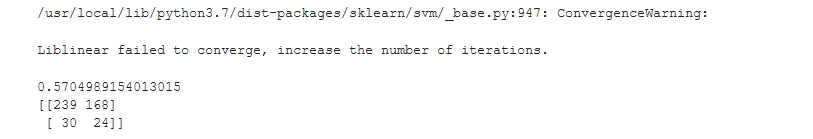 /usr/local/lib/python3.7/dist-packages/sklearn/svm/_base.py:947: ConvergenceWarning:
Liblinear failed to converge, increase the number of iterations.
0.5704989154013015
[[239 168]
 [ 30  24]]